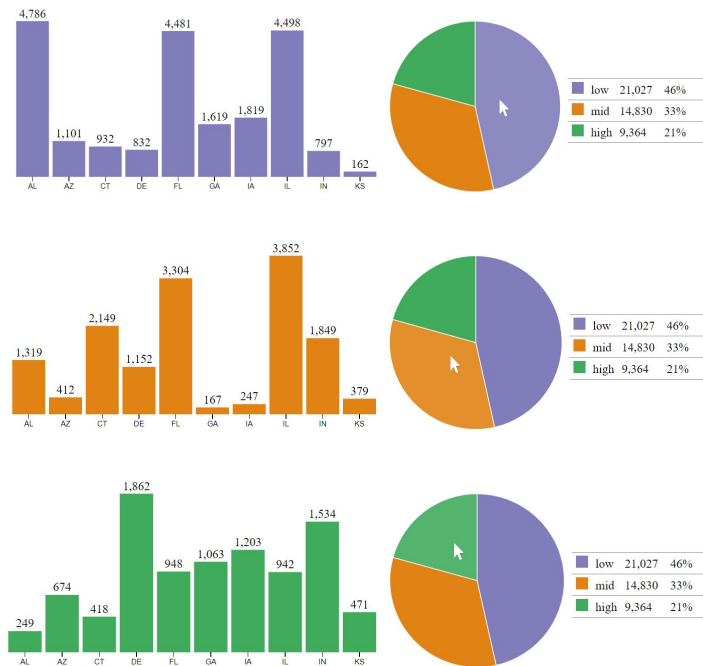 4,786
4,481
4,498
1,619
1,819
1,101
932
832
797
162
AL AZ CT DE FL GA IA IL IN KS
low 21,027 46%
mid 14,830 33%
high 9,364 21%
3,852
3,304
2,149
1,849
1,319
1,152
412
167
247
379
AL AZ CT DE FL GA IA IL IN KS
low 21,027 46%
mid 14,830 33%
high 9,364 21%
1,862
1,534
1,203
1,063
948
942
674
418
471
249
AL AZ CT DE FL GA IA IL IN KS
low 21,027 46%
mid 14,830 33%
high 9,364 21%